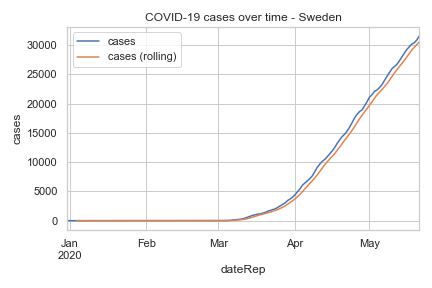 COVID-19 cases over time - Sweden
cases
cases (rolling)
30000
25000
20000
15000
10000
5000
0
cases
Jan
2020
Feb
Mar
Apr
May
dateRep